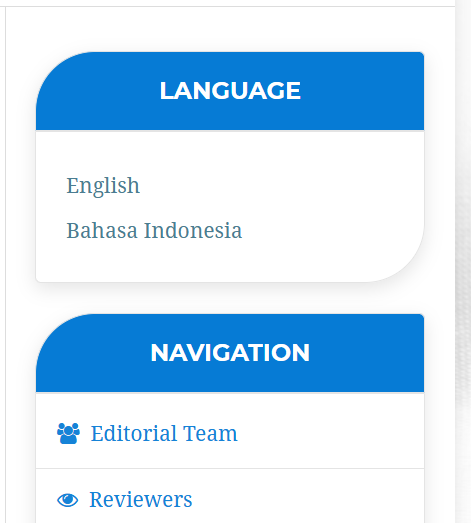 LANGUAGE
English
Bahasa Indonesia
NAVIGATION
Editorial Team
Reviewers